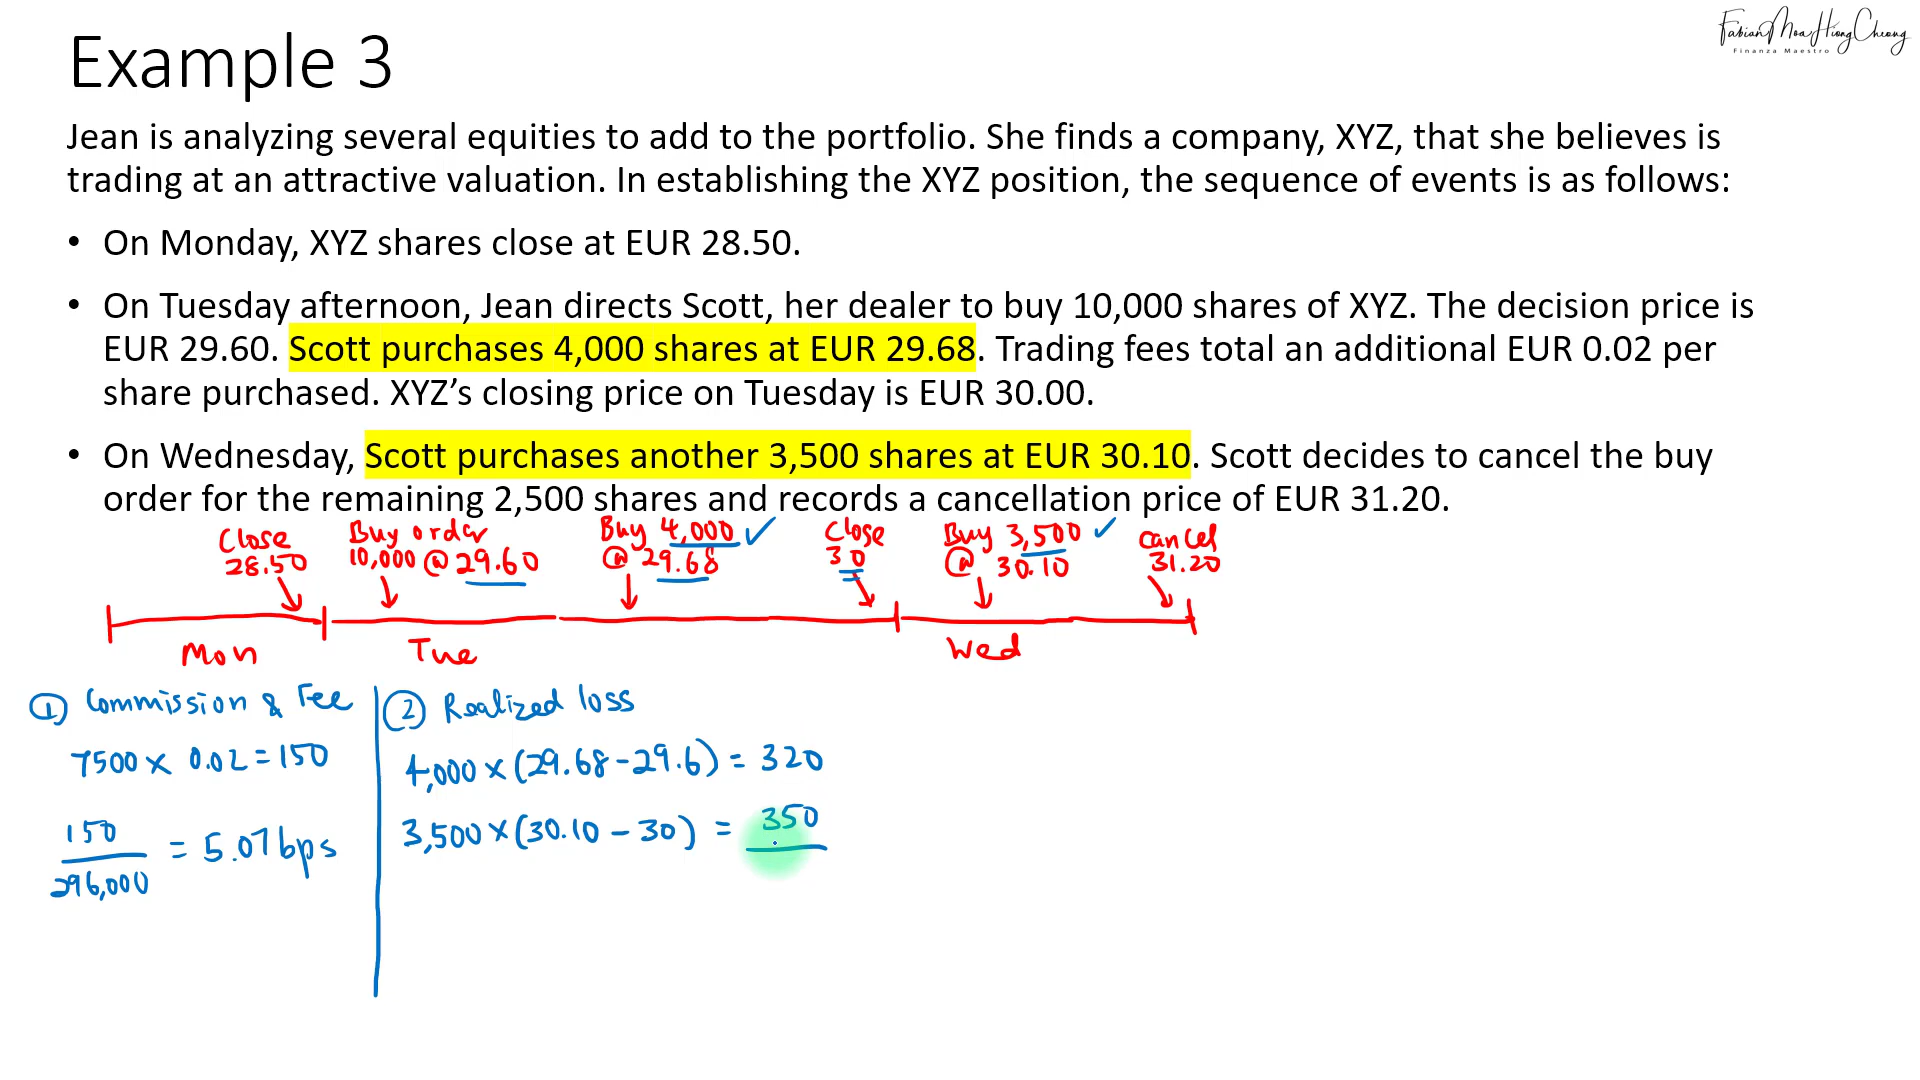 Fabian Moa Hiong Cheong
Finanza Maestro
Example 3
Jean is analyzing several equities to add to the portfolio. She finds a company, XYZ, that she believes is
trading at an attractive valuation. In establishing the XYZ position, the sequence of events is as follows:
• On Monday, XYZ shares close at EUR 28.50.
• On Tuesday afternoon, Jean directs Scott, her dealer to buy 10,000 shares of XYZ. The decision price is
EUR 29.60. Scott purchases 4,000 shares at EUR 29.68. Trading fees total an additional EUR 0.02 per
share purchased. XYZ’s closing price on Tuesday is EUR 30.00.
• On Wednesday, Scott purchases another 3,500 shares at EUR 30.10. Scott decides to cancel the buy
order for the remaining 2,500 shares and records a cancellation price of EUR 31.20.
Close
28.50
Buy order
10,000 @ 29.60
Buy 4,000 ✓
@ 29.68
Close
30
Buy 3,500 ✓
@ 30.10
cancel
31.20
Mon
Tue
Wed
① Commission & Fee
7500 × 0.02 = 150
150
296,000
= 5.07 bps
② Realized loss
4,000 × (29.68 - 29.6) = 320
3,500 × (30.10 - 30) = 350